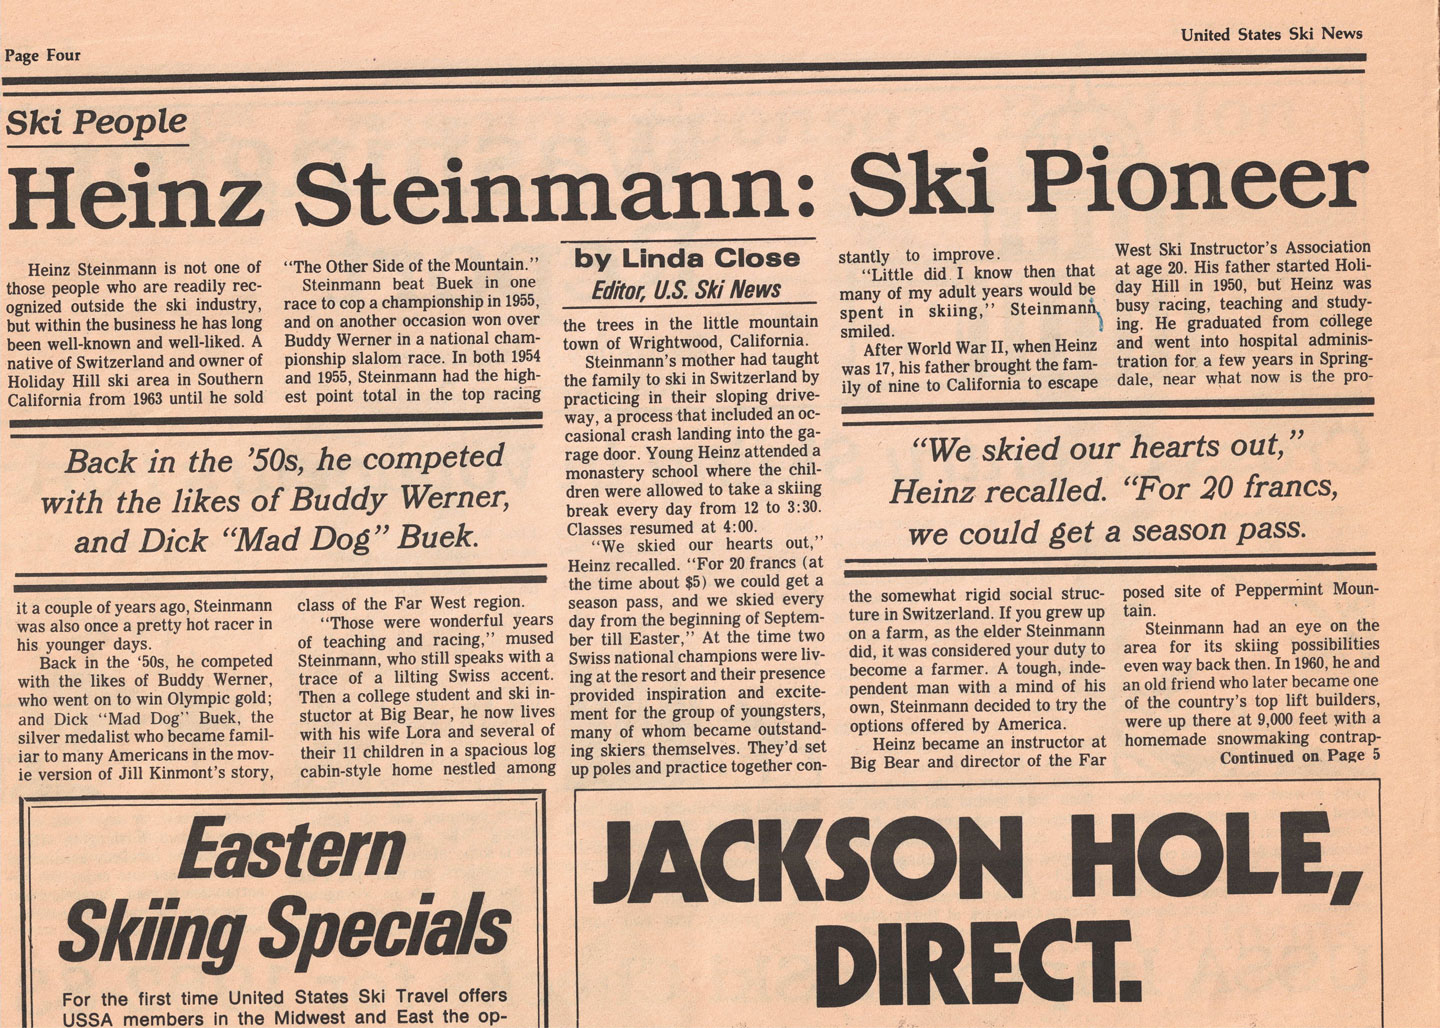 Page Four
United States Ski News
Ski People
Heinz Steinmann: Ski Pioneer
Heinz Steinmann is not one of
those people who are readily rec-
ognized outside the ski industry,
but within the business he has long
been well-known and well-liked. A
native of Switzerland and owner of
Holiday Hill ski area in Southern
California from 1963 until he sold
Back in the '50s, he competed
with the likes of Buddy Werner,
and Dick "Mad Dog" Buek.
it a couple of years ago, Steinmann
was also once a pretty hot racer in
his younger days.
Back in the '50s, he competed
with the likes of Buddy Werner,
who went on to win Olympic gold;
and Dick "Mad Dog" Buek, the
silver medalist who became famil-
iar to many Americans in the mov-
ie version of Jill Kinmont's story,
"The Other Side of the Mountain."
Steinmann beat Buek in one
race to cop a championship in 1955,
and on another occasion won over
Buddy Werner in a national cham-
pionship slalom race. In both 1954
and 1955, Steinmann had the high-
est point total in the top racing
class of the Far West region.
"Those were wonderful years
of teaching and racing," mused
Steinmann, who still speaks with a
trace of a lilting Swiss accent.
Then a college student and ski in-
stuctor at Big Bear, he now lives
with his wife Lora and several of
their 11 children in a spacious log
cabin-style home nestled among
by Linda Close
Editor, U.S. Ski News
the trees in the little mountain
town of Wrightwood, California.
Steinmann's mother had taught
the family to ski in Switzerland by
practicing in their sloping drive-
way, a process that included an oc-
casional crash landing into the ga-
rage door. Young Heinz attended a
monastery school where the chil-
dren were allowed to take a skiing
break every day from 12 to 3:30.
Classes resumed at 4:00.
"We skied our hearts out,"
Heinz recalled. "For 20 francs (at
the time about $5) we could get a
season pass, and we skied every
day from the beginning of Septem-
ber till Easter," At the time two
Swiss national champions were liv-
ing at the resort and their presence
provided inspiration and excite-
ment for the group of youngsters,
many of whom became outstand-
ing skiers themselves. They'd set
up poles and practice together con-
stantly to improve.
"Little did I know then that
many of my adult years would be
spent in skiing," Steinmann
smiled.
After World War II, when Heinz
was 17, his father brought the fam-
ily of nine to California to escape
"We skied our hearts out,"
Heinz recalled. "For 20 francs,
we could get a season pass.
the somewhat rigid social struc-
ture in Switzerland. If you grew up
on a farm, as the elder Steinmann
did, it was considered your duty to
become a farmer. A tough, inde-
pendent man with a mind of his
own, Steinmann decided to try the
options offered by America.
Heinz became an instructor at
Big Bear and director of the Far
West Ski Instructor's Association
at age 20. His father started Holi-
day Hill in 1950, but Heinz was
busy racing, teaching and study-
ing. He graduated from college
and went into hospital adminis-
tration for a few years in Spring-
dale, near what now is the pro-
posed site of Peppermint Moun-
tain.
Steinmann had an eye on the
area for its skiing possibilities
even way back then. In 1960, he and
an old friend who later became one
of the country's top lift builders,
were up there at 9,000 feet with a
homemade snowmaking contrap-
Continued on Page 5
Eastern
Skiing Specials
For the first time United States Ski Travel offers
USSA members in the Midwest and East the op-
JACKSON HOLE,
DIRECT.